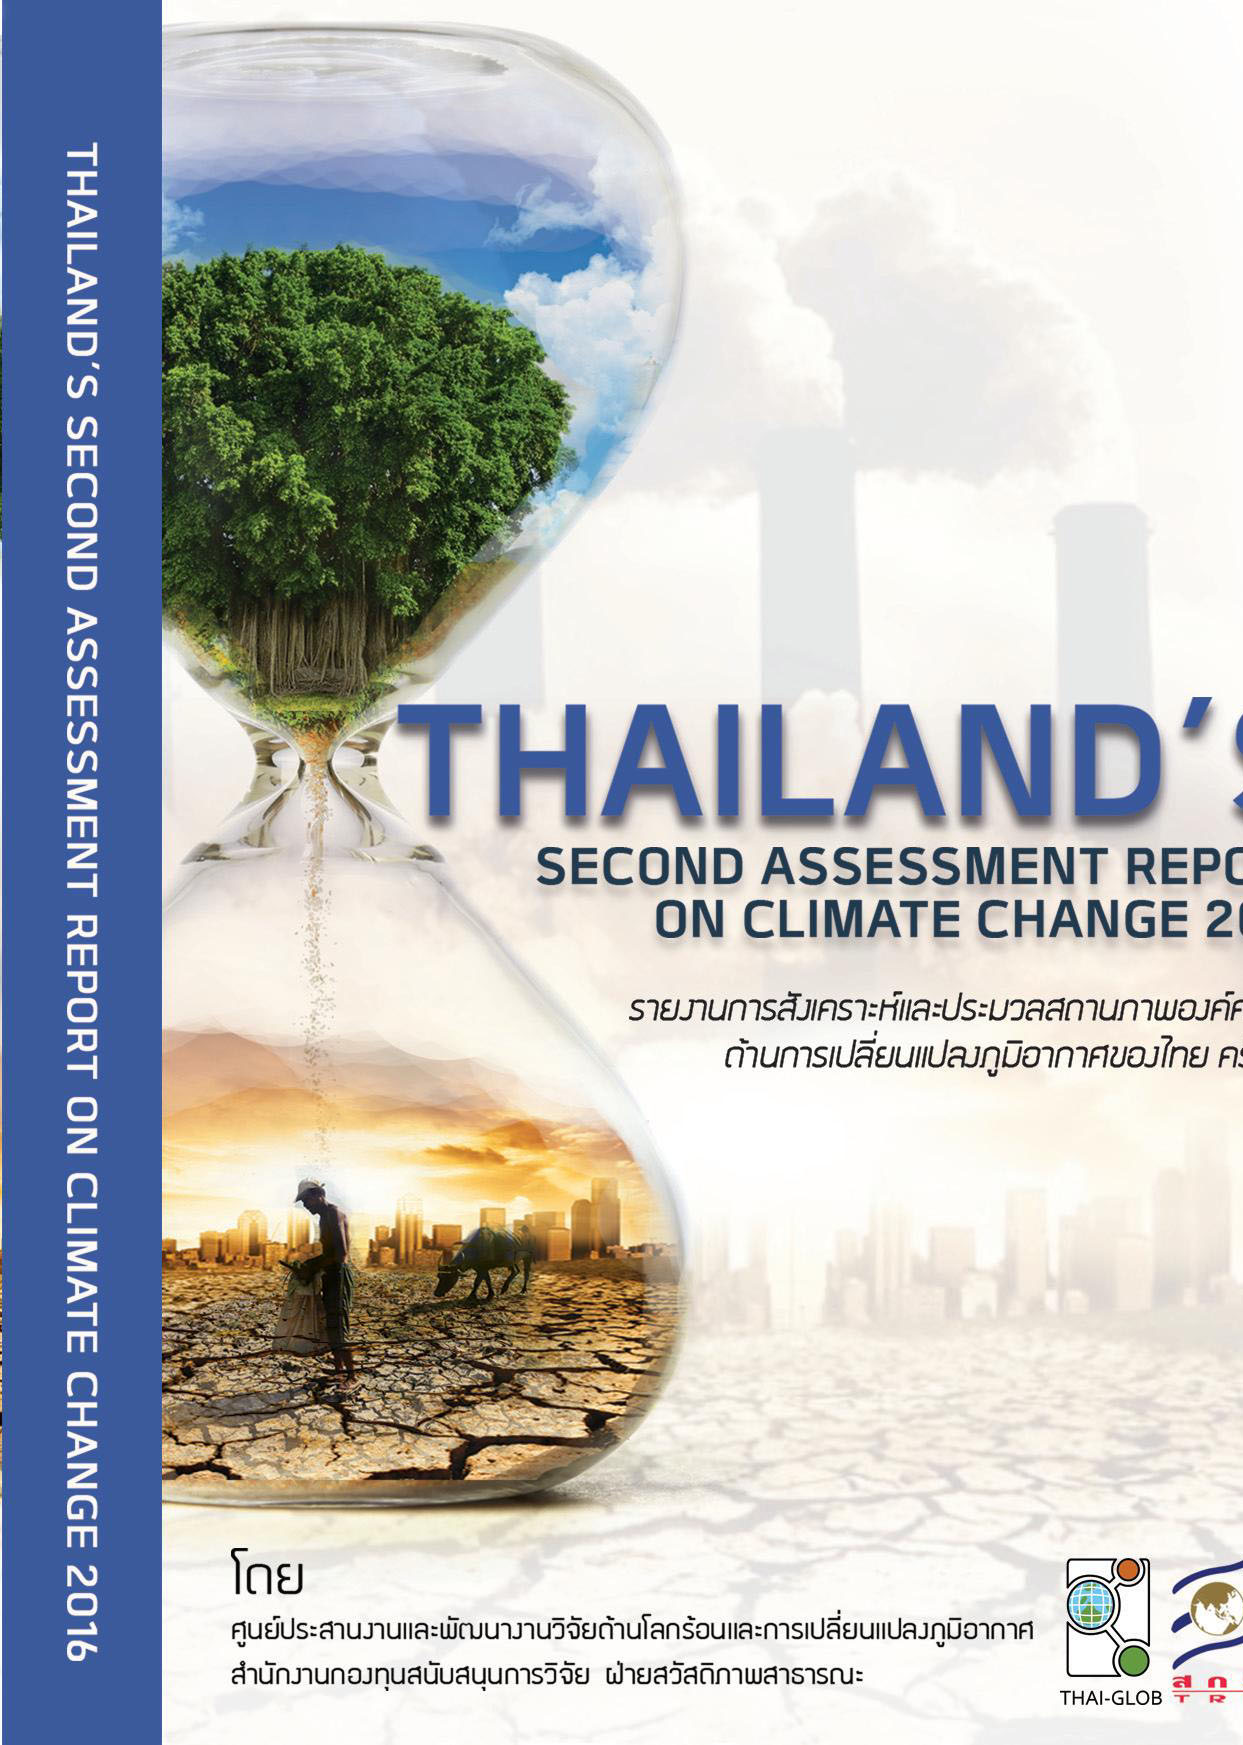 THAILAND'S SECOND ASSESSMENT REPORT ON CLIMATE CHANGE 2016
THAILAND'S
SECOND ASSESSMENT REPO
ON CLIMATE CHANGE 20
รายงานการสังเคราะห์และประมวลสถานภาพองค์ค
ด้านการเปลี่ยนแปลงภูมิอากาศของไทย คร
โดย
ศูนย์ประสานงานและพัฒนางานวิจัยด้านโลกร้อนและการเปลี่ยนแปลงภูมิอากาศ
สำนักงานกองทุนสนับสนุนการวิจัย ฝ่ายสวัสดิภาพสาธารณะ
THAI-GLOB
ส ก
T R